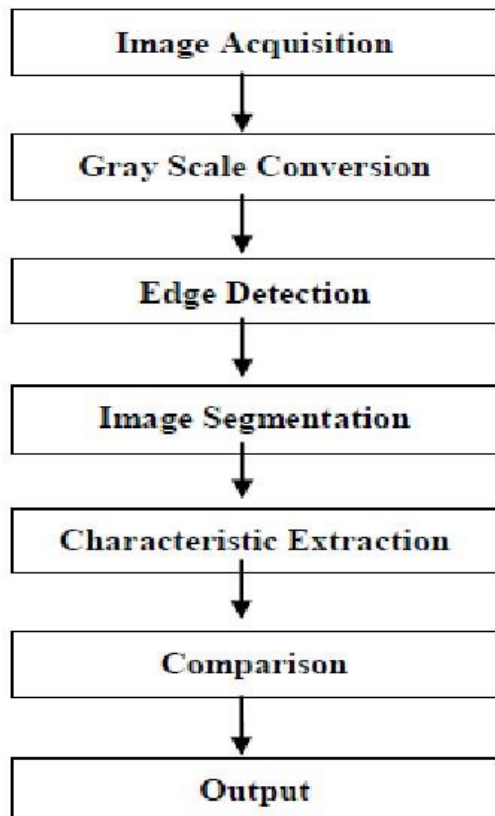 Image Acquisition
Gray Scale Conversion
Edge Detection
Image Segmentation
Characteristic Extraction
Comparison
Output